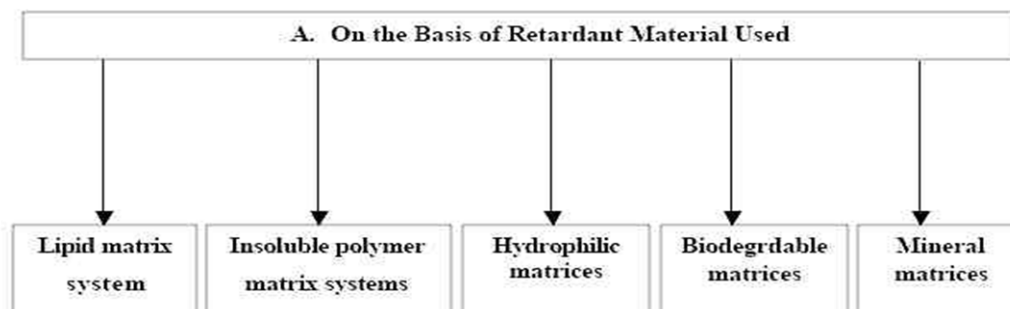 A. On the Basis of Retardant Material Used
Lipid matrix
system
Insoluble polymer
matrix systems
Hydrophilic
matrices
Biodegrdable
matrices
Mineral
matrices